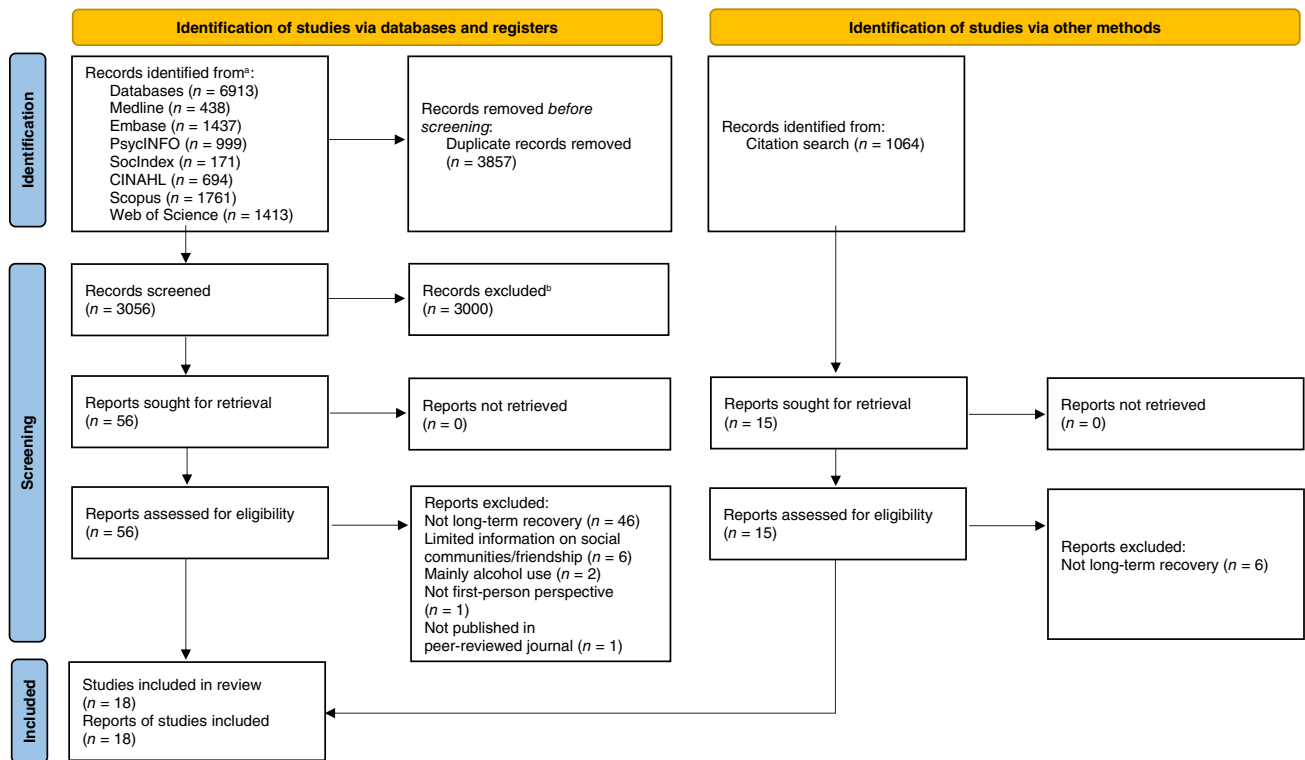 Identification of studies via databases and registers
Identification of studies via other methods
Identification
Records identified fromᵃ:
Databases (n = 6913)
Medline (n = 438)
Embase (n = 1437)
PsycINFO (n = 999)
SocIndex (n = 171)
CINAHL (n = 694)
Scopus (n = 1761)
Web of Science (n = 1413)
Records removed before
screening:
Duplicate records removed
(n = 3857)
Records identified from:
Citation search (n = 1064)
Screening
Records screened
(n = 3056)
Records excludedᵇ
(n = 3000)
Reports sought for retrieval
(n = 56)
Reports not retrieved
(n = 0)
Reports sought for retrieval
(n = 15)
Reports not retrieved
(n = 0)
Reports assessed for eligibility
(n = 56)
Reports excluded:
Not long-term recovery (n = 46)
Limited information on social
communities/friendship (n = 6)
Mainly alcohol use (n = 2)
Not first-person perspective
(n = 1)
Not published in
peer-reviewed journal (n = 1)
Reports assessed for eligibility
(n = 15)
Reports excluded:
Not long-term recovery (n = 6)
Included
Studies included in review
(n = 18)
Reports of studies included
(n = 18)